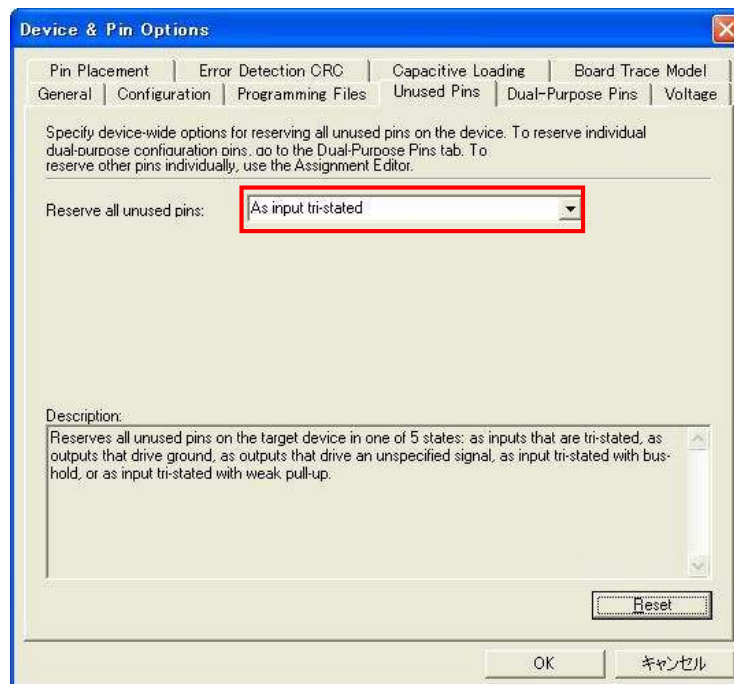 Device & Pin Options
Pin Placement
Error Detection CRC
Capacitive Loading
Board Trace Model
General
Configuration
Programming Files
Unused Pins
Dual-Purpose Pins
Voltage
Specify device-wide options for reserving all unused pins on the device. To reserve individual
dual-purpose configuration pins, go to the Dual-Purpose Pins tab. To
reserve other pins individually, use the Assignment Editor.
Reserve all unused pins:
As input tri-stated
Description:
Reserves all unused pins on the target device in one of 5 states: as inputs that are tri-stated, as
outputs that drive ground, as outputs that drive an unspecified signal, as input tri-stated with bus-
hold, or as input tri-stated with weak pull-up.
Reset
OK
キャンセル